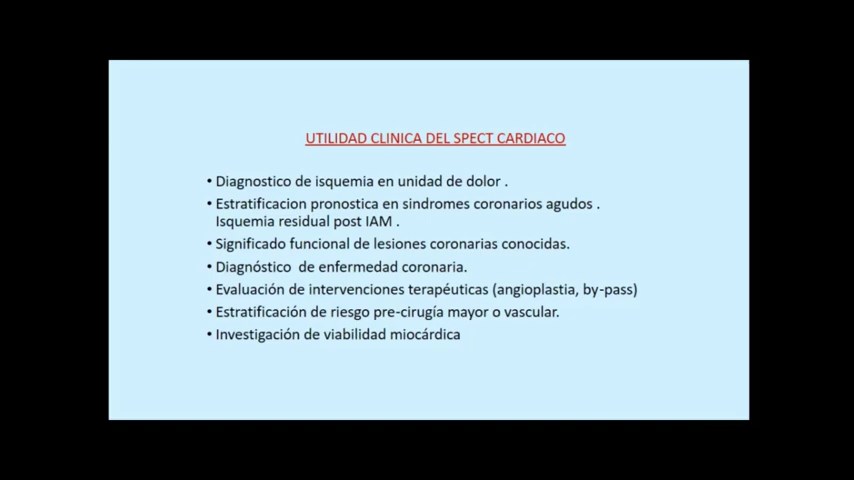 UTILIDAD CLINICA DEL SPECT CARDIACO
• Diagnostico de isquemia en unidad de dolor .
• Estratificacion pronostica en sindromes coronarios agudos .
Isquemia residual post IAM .
• Significado funcional de lesiones coronarias conocidas.
• Diagnóstico  de enfermedad coronaria.
• Evaluación de intervenciones terapéuticas (angioplastia, by-pass)
• Estratificación de riesgo pre-cirugía mayor o vascular.
• Investigación de viabilidad miocárdica